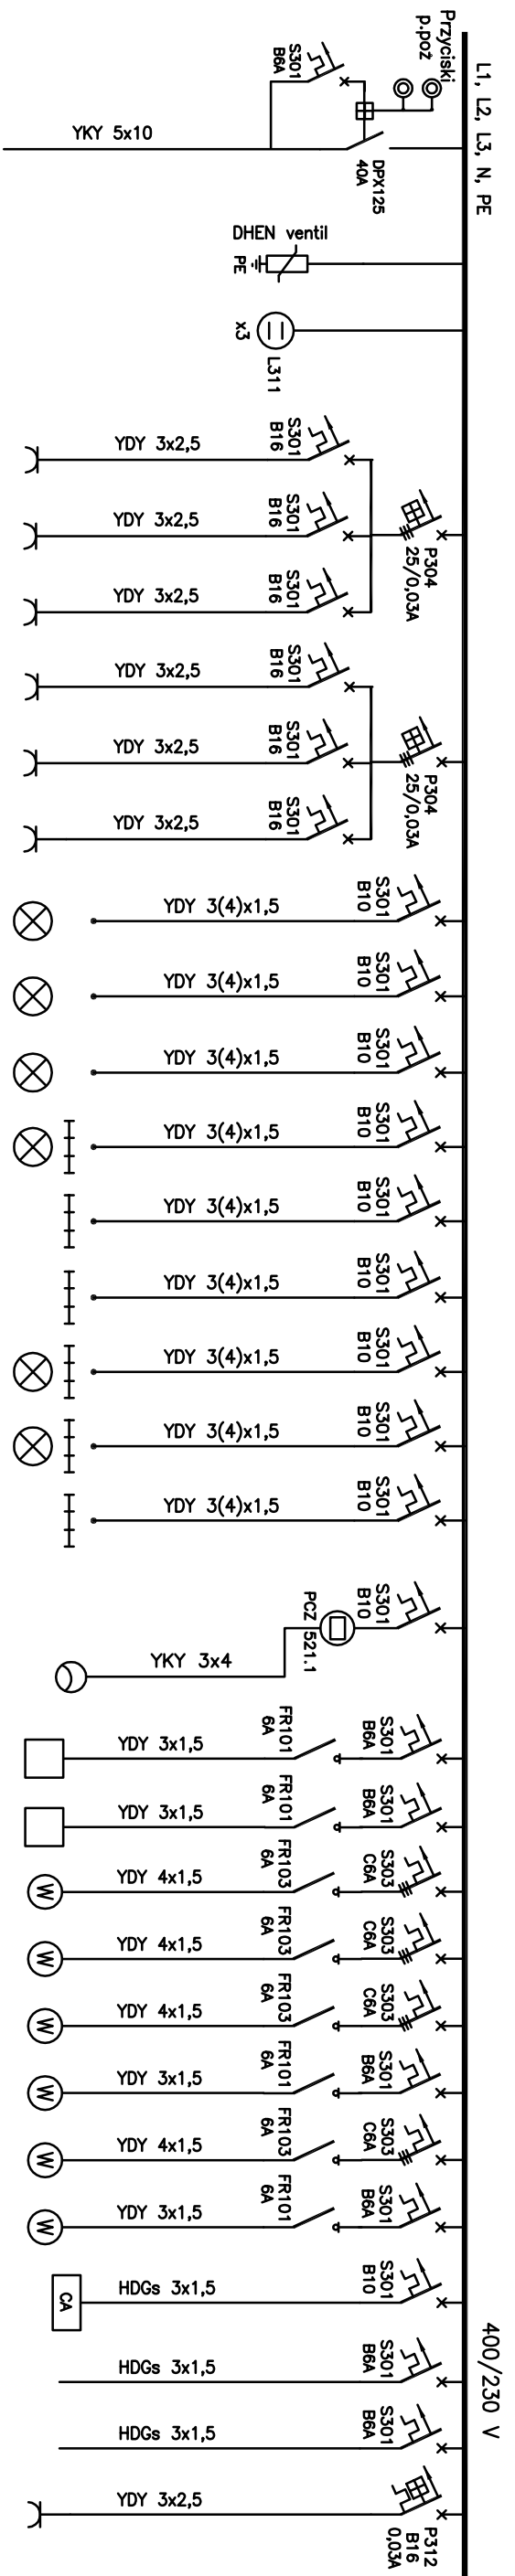 Przyciski
p.poż
L1, L2, L3, N, PE
S301
B6A
YKY 5x10
DPX125
40A
DHEN ventil
PE
x3
L311
P304
25/0,03A
S301
B16
YDY 3x2,5
S301
B16
YDY 3x2,5
S301
B16
YDY 3x2,5
P304
25/0,03A
S301
B16
YDY 3x2,5
S301
B16
YDY 3x2,5
S301
B16
YDY 3x2,5
S301
B10
YDY 3(4)x1,5
S301
B10
YDY 3(4)x1,5
S301
B10
YDY 3(4)x1,5
S301
B10
YDY 3(4)x1,5
S301
B10
YDY 3(4)x1,5
S301
B10
YDY 3(4)x1,5
S301
B10
YDY 3(4)x1,5
S301
B10
YDY 3(4)x1,5
S301
B10
YDY 3(4)x1,5
S301
B10
PCZ 521.1
YKY 3x4
S301
B6A
FR101
6A
YDY 3x1,5
S301
B6A
FR101
6A
YDY 3x1,5
S303
C6A
FR103
6A
YDY 4x1,5
W
S303
C6A
FR103
6A
YDY 4x1,5
W
S303
C6A
FR103
6A
YDY 4x1,5
W
S301
B6A
FR101
6A
YDY 3x1,5
W
S303
C6A
FR103
6A
YDY 4x1,5
W
S301
B6A
FR101
6A
YDY 3x1,5
W
S301
B10
HDGs 3x1,5
CA
S301
B6A
HDGs 3x1,5
S301
B6A
HDGs 3x1,5
400/230 V
P312
B16
0,03A
YDY 3x2,5